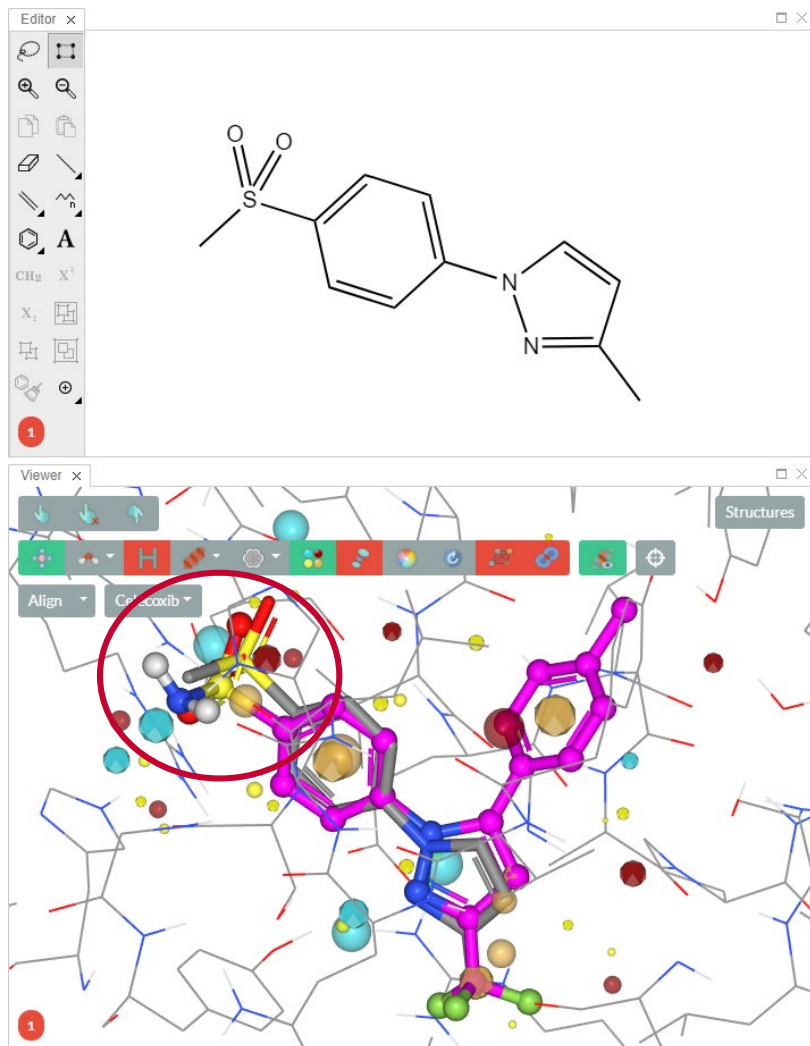 Editor
CH2 X²
X₂
n
A
1
O
O
S
N
N
Viewer
Structures
Align
Celecoxib
1